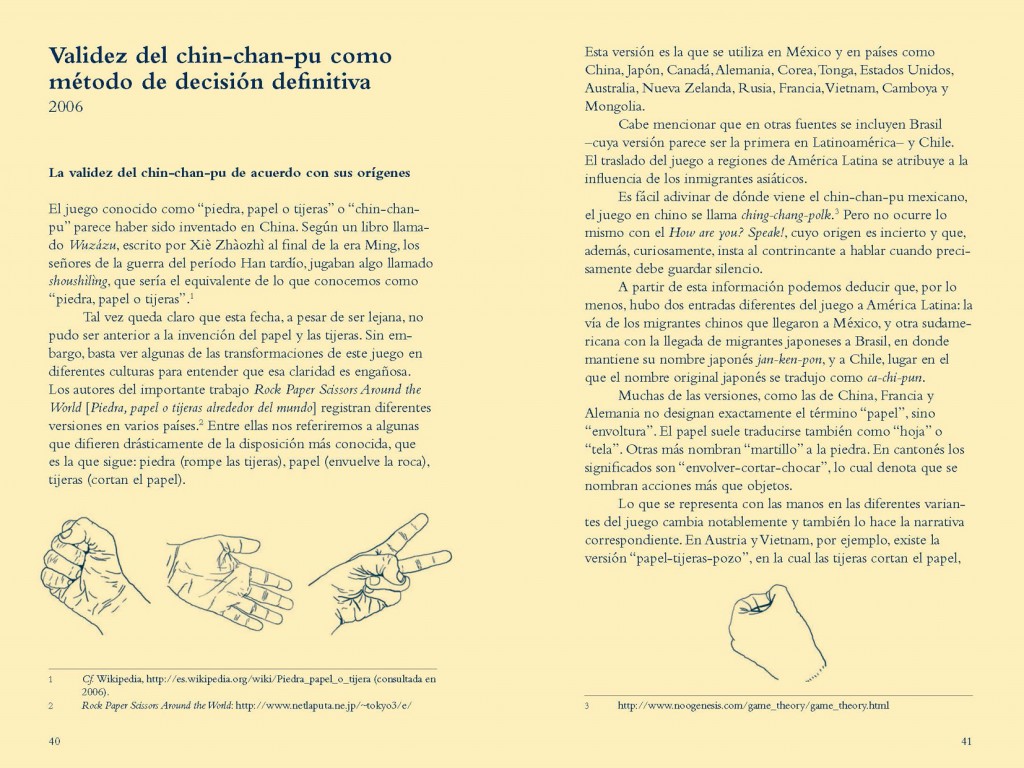 Validez del chin-chan-pu como
método de decisión definitiva
2006
La validez del chin-chan-pu de acuerdo con sus orígenes
El juego conocido como “piedra, papel o tijeras” o “chin-chan-
pu” parece haber sido inventado en China. Según un libro llama-
do Wuzázu, escrito por Xiè Zhàozhì al final de la era Ming, los
señores de la guerra del período Han tardío, jugaban algo llamado
shoushìlìng, que sería el equivalente de lo que conocemos como
“piedra, papel o tijeras”.1
Tal vez queda claro que esta fecha, a pesar de ser lejana, no
pudo ser anterior a la invención del papel y las tijeras. Sin em-
bargo, basta ver algunas de las transformaciones de este juego en
diferentes culturas para entender que esa claridad es engañosa.
Los autores del importante trabajo Rock Paper Scissors Around the
World [Piedra, papel o tijeras alrededor del mundo] registran diferentes
versiones en varios países.2 Entre ellas nos referiremos a algunas
que difieren drásticamente de la disposición más conocida, que
es la que sigue: piedra (rompe las tijeras), papel (envuelve la roca),
tijeras (cortan el papel).
1 Cf. Wikipedia, http://es.wikipedia.org/wiki/Piedra_papel_o_tijera (consultada en
2006).
2 Rock Paper Scissors Around the World: http://www.netlaputa.ne.jp/~tokyo3/e/
40
Esta versión es la que se utiliza en México y en países como
China, Japón, Canadá, Alemania, Corea, Tonga, Estados Unidos,
Australia, Nueva Zelanda, Rusia, Francia, Vietnam, Camboya y
Mongolia.
Cabe mencionar que en otras fuentes se incluyen Brasil
–cuya versión parece ser la primera en Latinoamérica– y Chile.
El traslado del juego a regiones de América Latina se atribuye a la
influencia de los inmigrantes asiáticos.
Es fácil adivinar de dónde viene el chin-chan-pu mexicano,
el juego en chino se llama ching-chang-polk.3 Pero no ocurre lo
mismo con el How are you? Speak!, cuyo origen es incierto y que,
además, curiosamente, insta al contrincante a hablar cuando preci-
samente debe guardar silencio.
A partir de esta información podemos deducir que, por lo
menos, hubo dos entradas diferentes del juego a América Latina: la
vía de los migrantes chinos que llegaron a México, y otra sudame-
ricana con la llegada de migrantes japoneses a Brasil, en donde
mantiene su nombre japonés jan-ken-pon, y a Chile, lugar en el
que el nombre original japonés se tradujo como ca-chi-pun.
Muchas de las versiones, como las de China, Francia y
Alemania no designan exactamente el término “papel”, sino
“envoltura”. El papel suele traducirse también como “hoja” o
“tela”. Otras más nombran “martillo” a la piedra. En cantonés los
significados son “envolver-cortar-chocar”, lo cual denota que se
nombran acciones más que objetos.
Lo que se representa con las manos en las diferentes varian-
tes del juego cambia notablemente y también lo hace la narrativa
correspondiente. En Austria y Vietnam, por ejemplo, existe la
versión “papel-tijeras-pozo”, en la cual las tijeras cortan el papel,
3 http://www.noogenesis.com/game_theory/game_theory.html
41